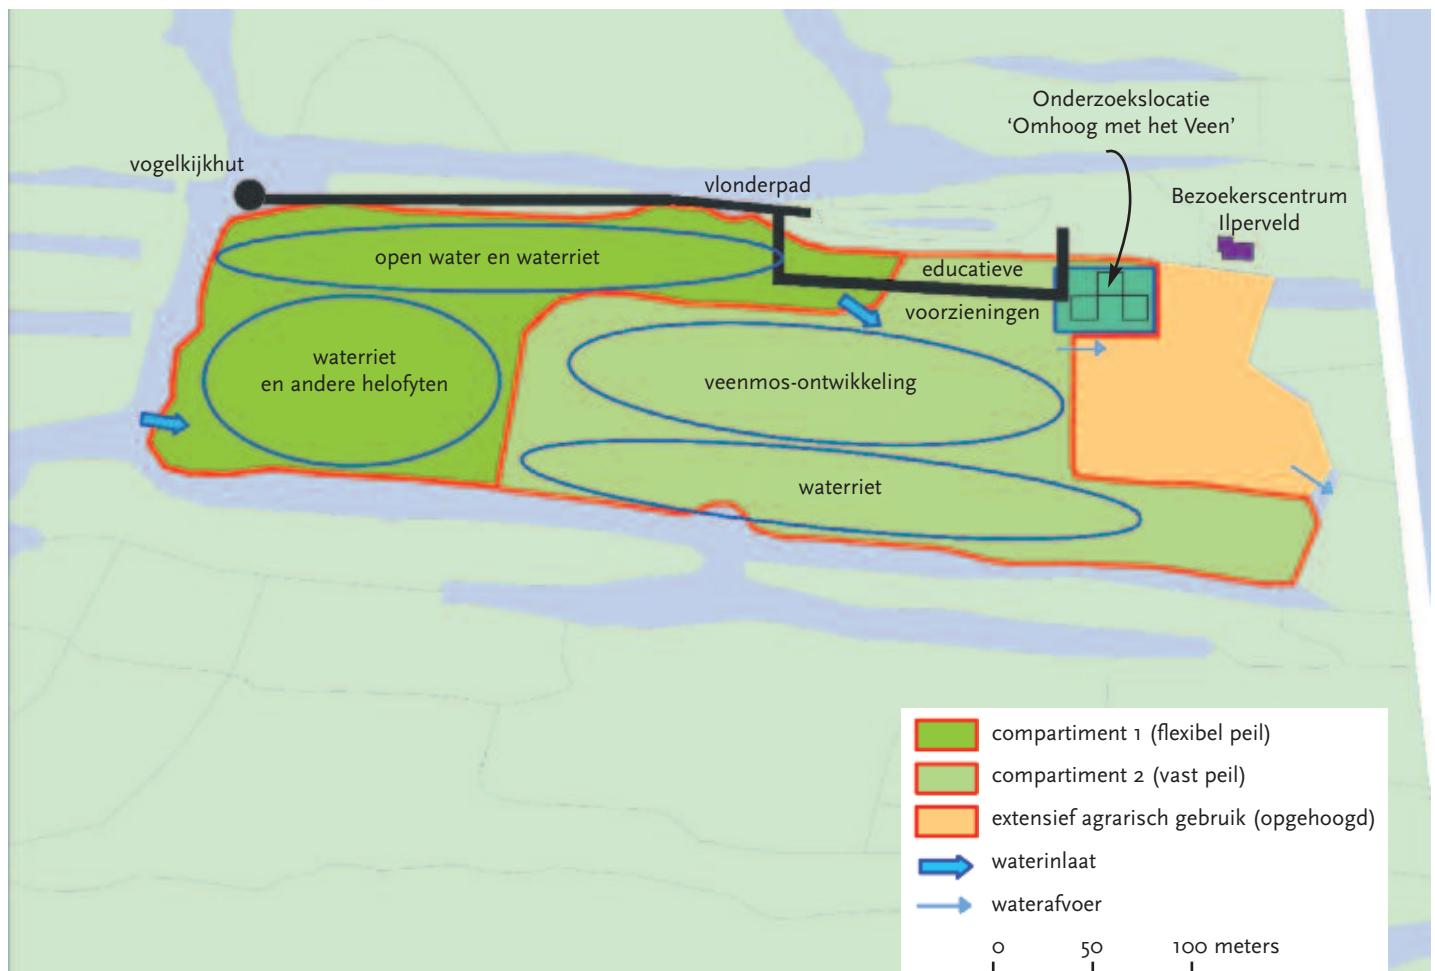 Onderzoekslocatie
‘Omhoog met het Veen’
vogelkijkhut
vlonderpad
Bezoekerscentrum
Ilperveld
open water en waterriet
educatieve
voorzieningen
waterriet
en andere helofyten
veenmos-ontwikkeling
waterriet
compartiment 1 (flexibel peil)
compartiment 2 (vast peil)
extensief agrarisch gebruik (opgehoogd)
waterinlaat
waterafvoer
0 50 100 meters